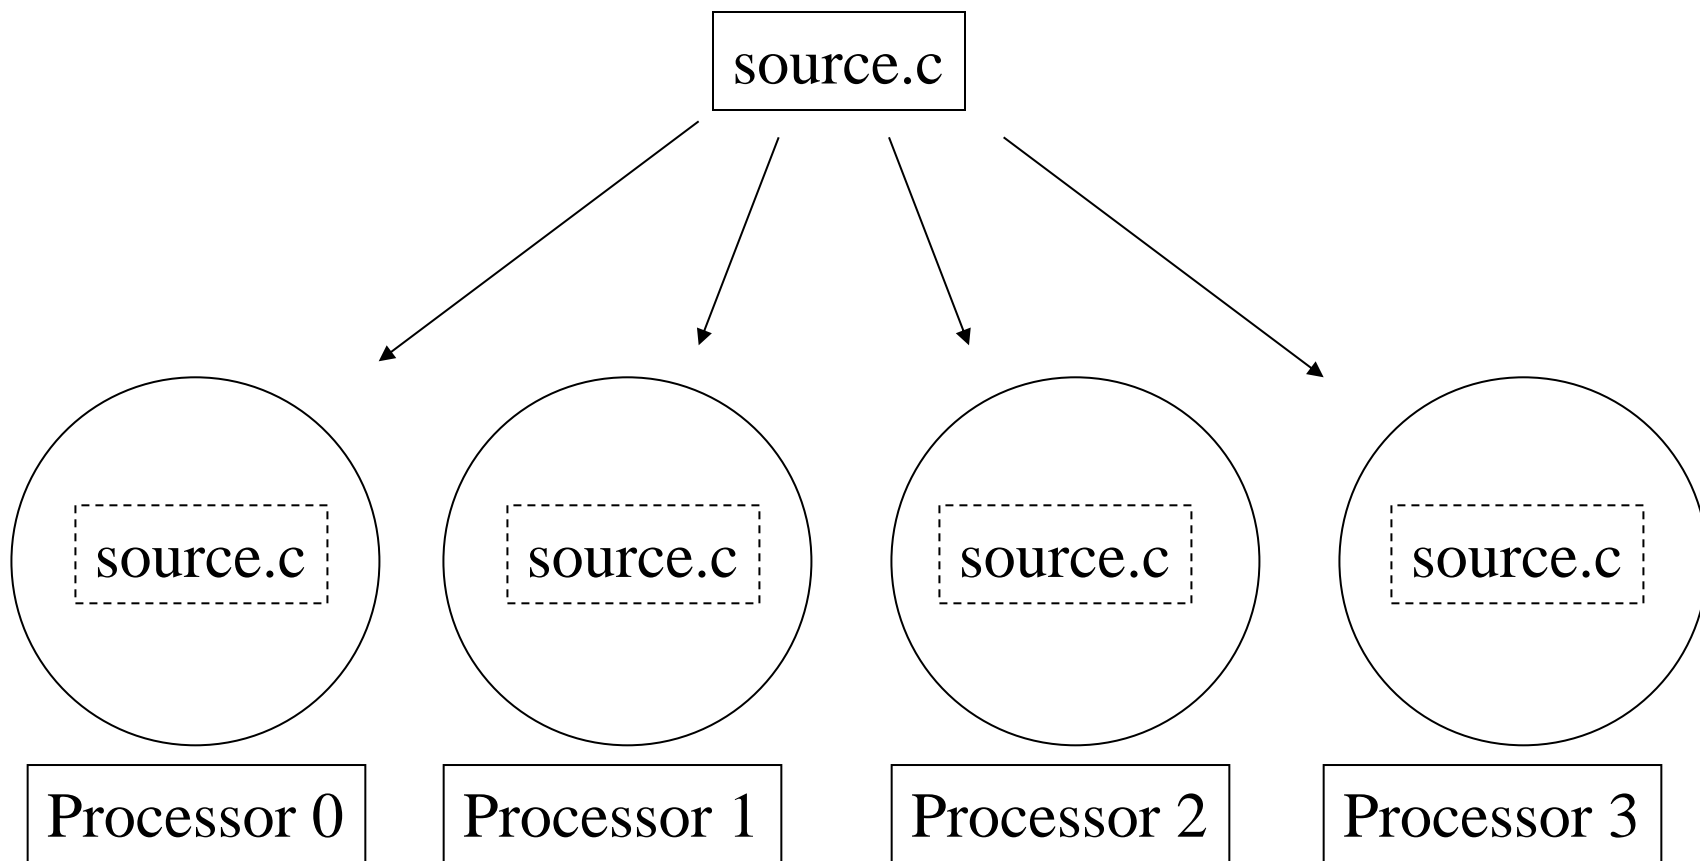 source.c
source.c
source.c
source.c
source.c
Processor 0
Processor 1
Processor 2
Processor 3